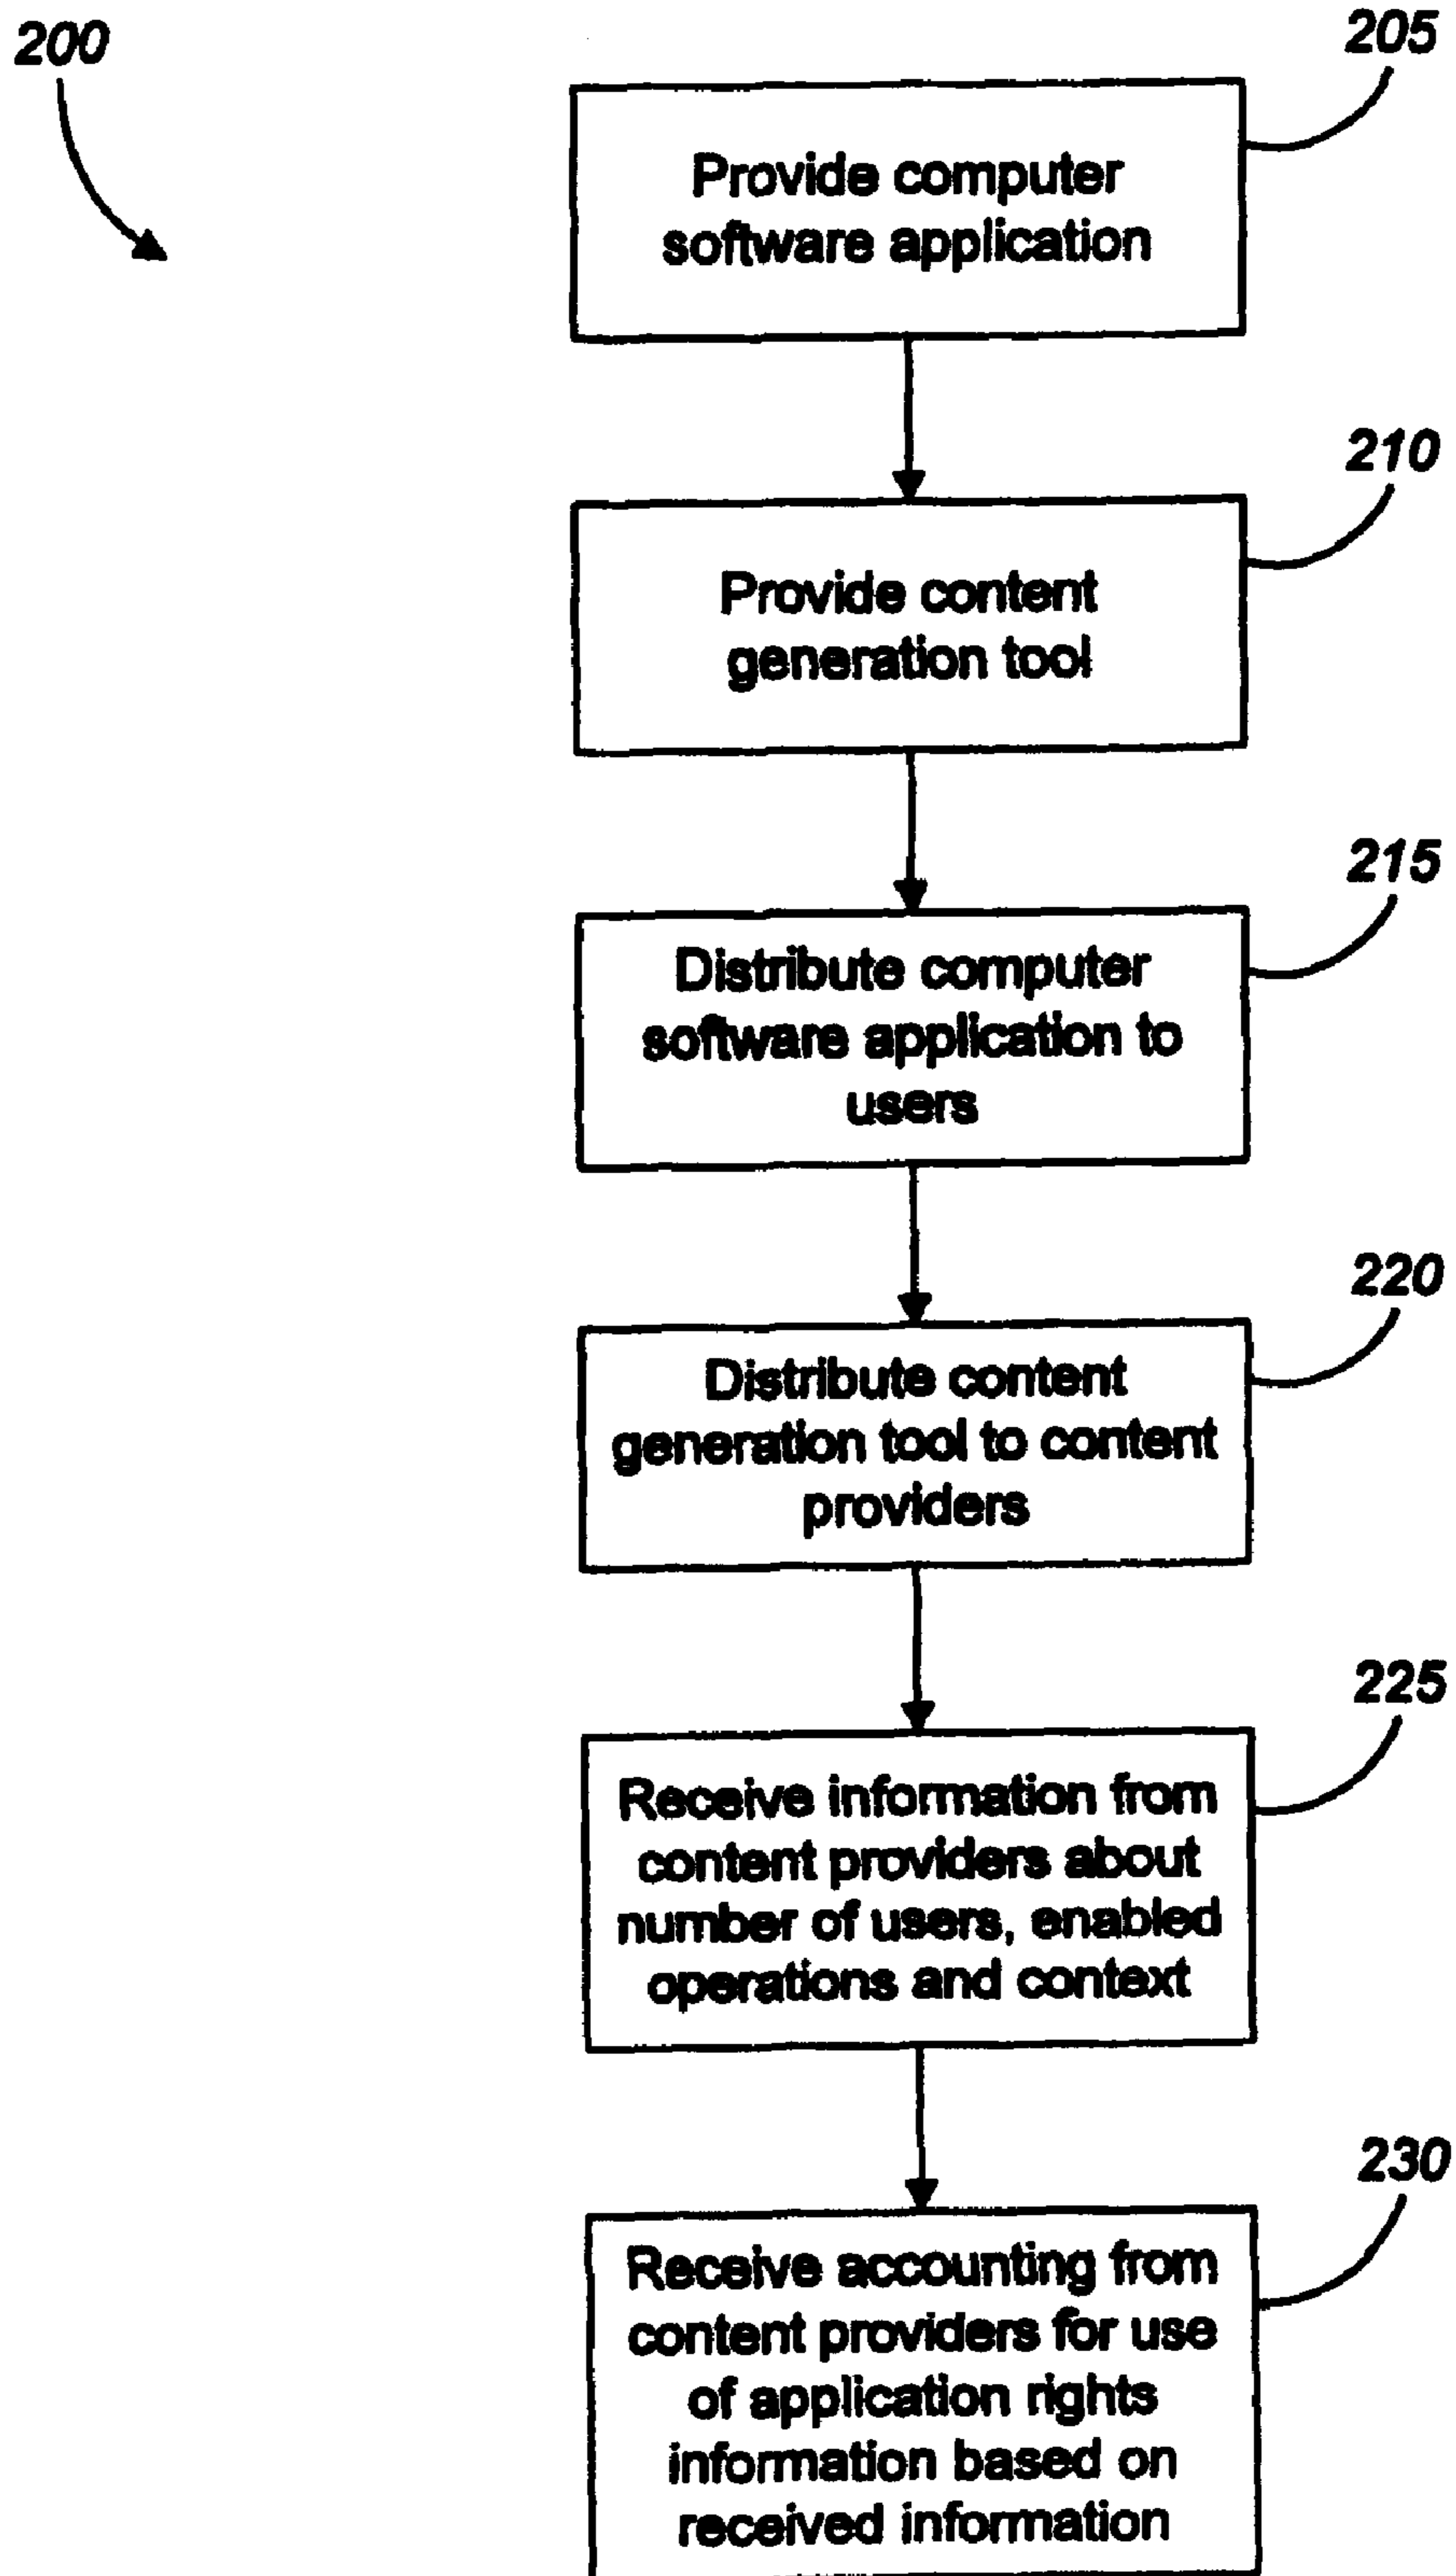 200
205
Provide computer
software application
210
Provide content
generation tool
215
Distribute computer
software application to
users
220
Distribute content
generation tool to content
providers
225
Receive information from
content providers about
number of users, enabled
operations and context
230
Receive accounting from
content providers for use
of application rights
information based on
received information